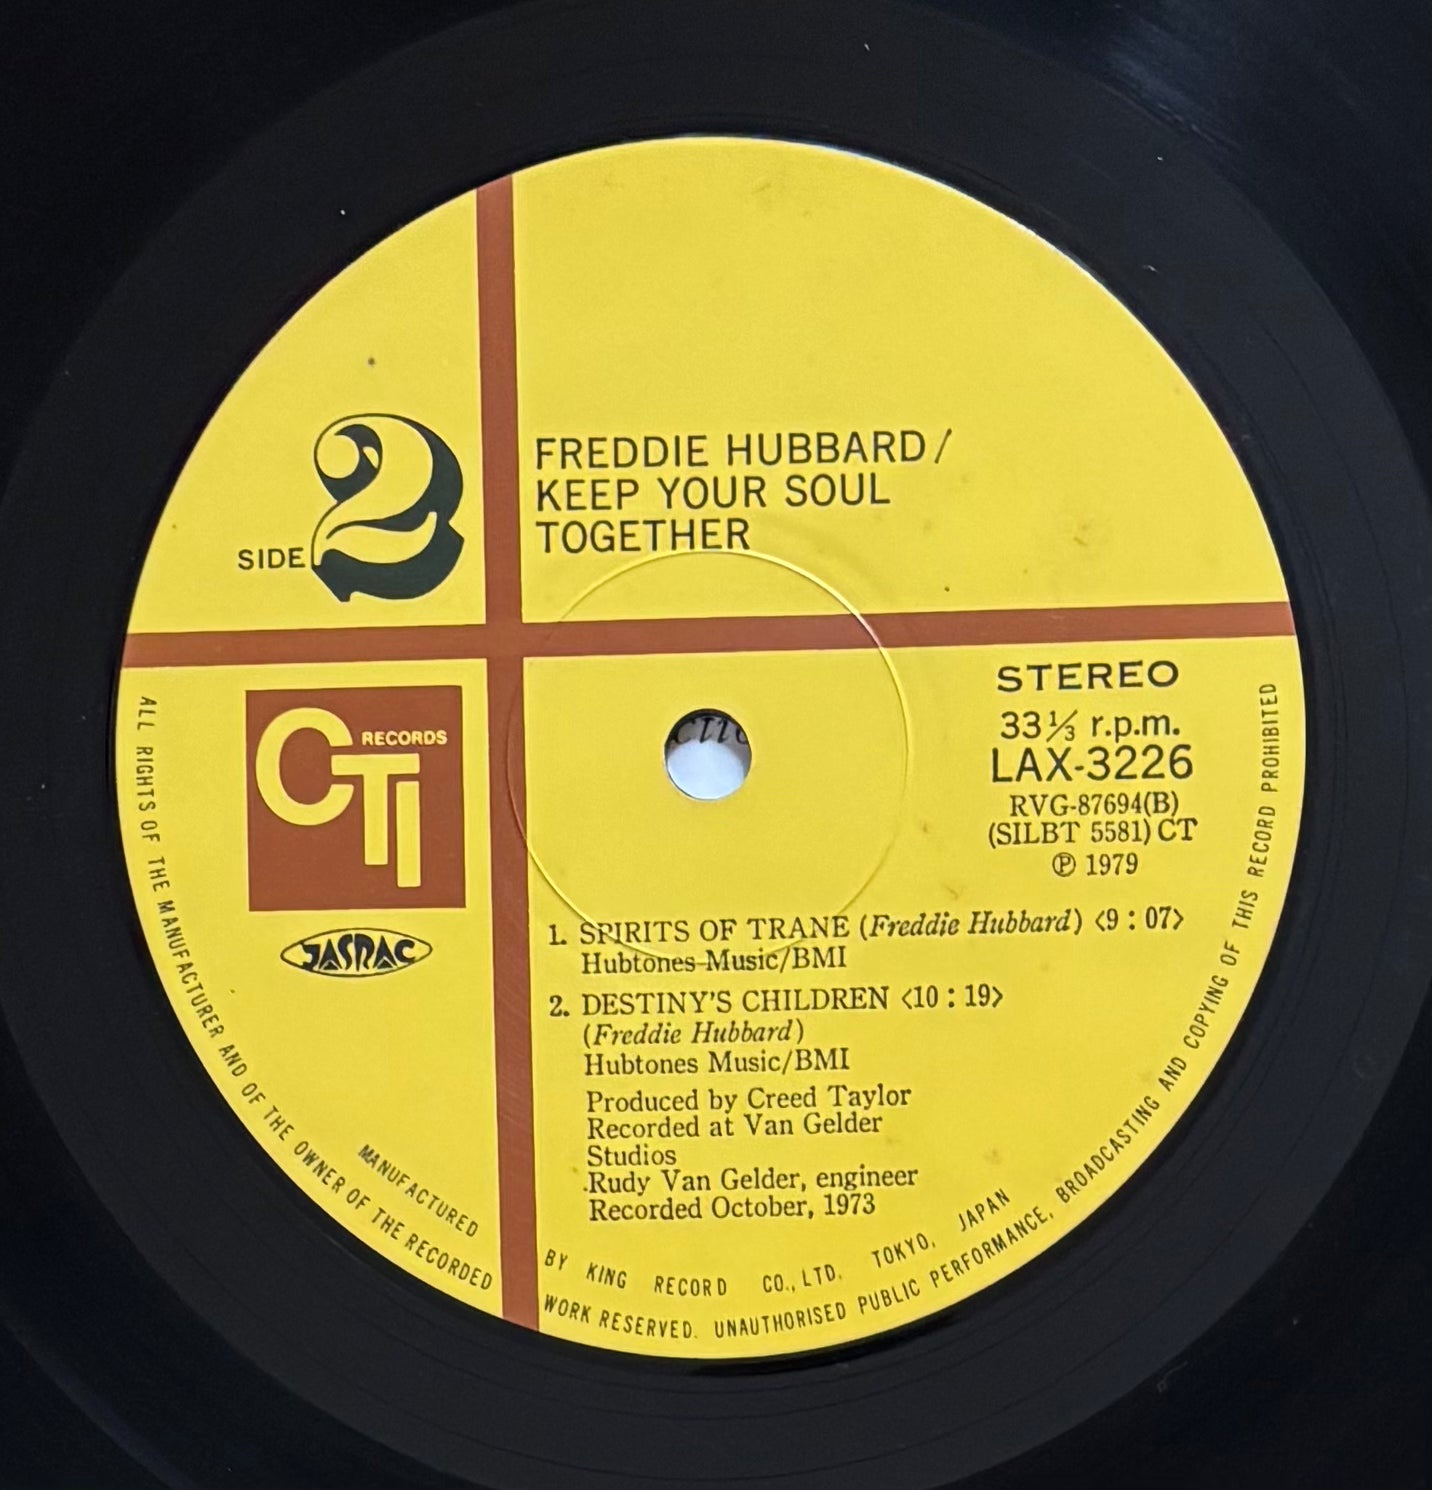 FREDDIE HUBBARD/
KEEP YOUR SOUL
TOGETHER
SIDE 2
CTI RECORDS
JASRAC
STEREO
33⅓ r.p.m.
LAX-3226
RVG-87694(B)
(SILBT 5581) CT
℗ 1979
1. SPIRITS OF TRANE (Freddie Hubbard) <9 : 07>
Hubtones Music/BMI
2. DESTINY'S CHILDREN <10 : 19>
(Freddie Hubbard)
Hubtones Music/BMI
Produced by Creed Taylor
Recorded at Van Gelder
Studios
Rudy Van Gelder, engineer
Recorded October, 1973
MANUFACTURED BY KING RECORD CO., LTD. TOKYO, JAPAN
ALL RIGHTS OF THE MANUFACTURER AND OF THE OWNER OF THE RECORDED WORK RESERVED. UNAUTHORISED PUBLIC PERFORMANCE, BROADCASTING AND COPYING OF THIS RECORD PROHIBITED